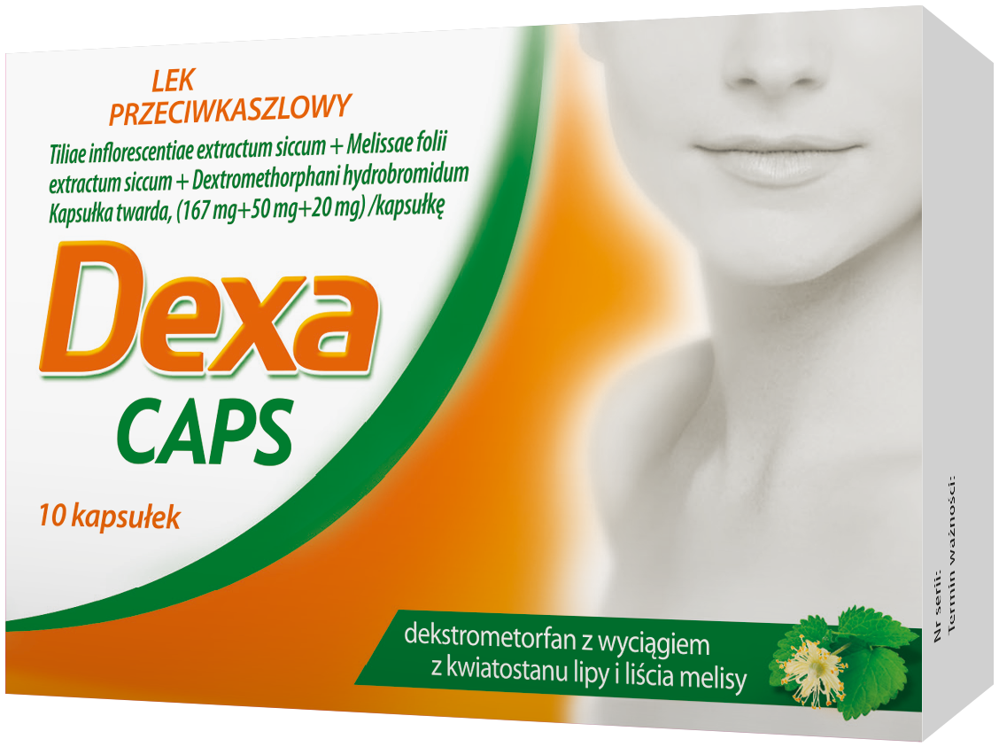 LEK
PRZECIWKASZLOWY
Tiliae inflorescentiae extractum siccum + Melissae folii
extractum siccum + Dextromethorphani hydrobromidum
Kapsułka twarda, (167 mg+50 mg+20 mg) /kapsułkę
Dexa
CAPS
10 kapsułek
dekstrometorfan z wyciągiem
z kwiatostanu lipy i liścia melisy
Nr serii:
Termin ważności: